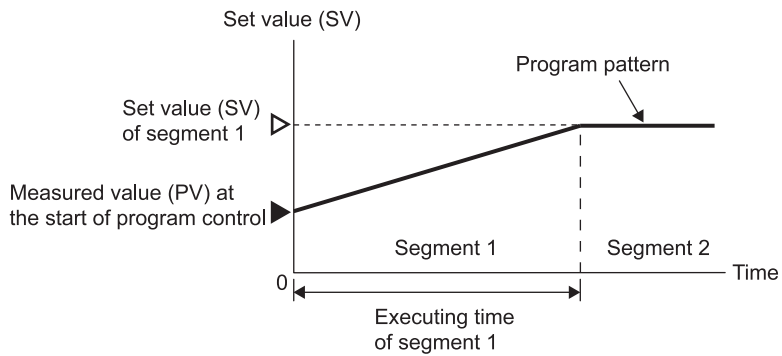 Set value (SV)
Program pattern
Set value (SV)
of segment 1
Measured value (PV) at
the start of program control
Segment 1
Segment 2
0
Time
Executing time
of segment 1